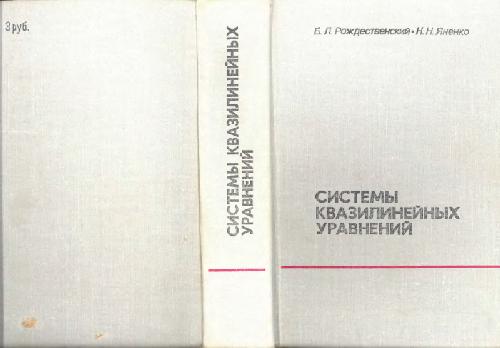 3 руб.
СИСТЕМЫ КВАЗИЛИНЕЙНЫХ
УРАВНЕНИЙ
Б. Л. Рождественский • Н. Н. Яненко
СИСТЕМЫ
КВАЗИЛИНЕЙНЫХ
УРАВНЕНИЙ